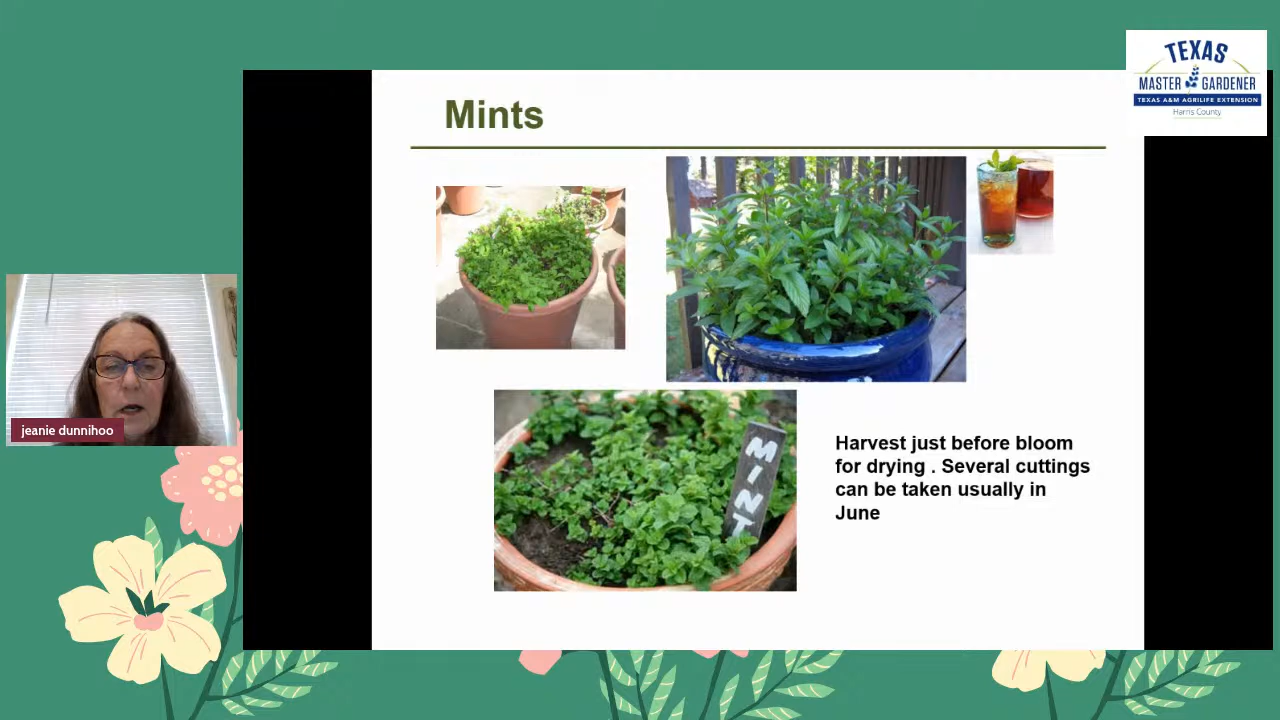 TEXAS
MASTER GARDENER
TEXAS A&M AGRILIFE EXTENSION
Harris County
Mints
MINT
Harvest just before bloom
for drying . Several cuttings
can be taken usually in
June
jeanie dunnihoo